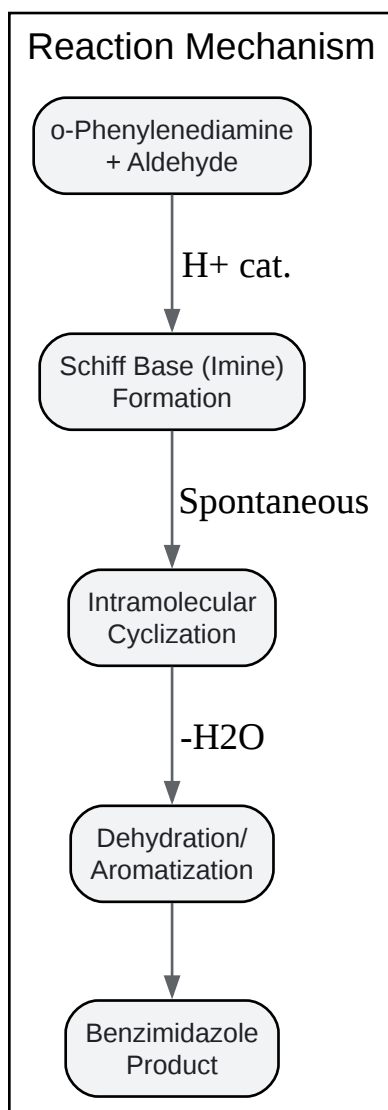 Reaction Mechanism
o-Phenylenediamine
+ Aldehyde
H+ cat.
Schiff Base (Imine)
Formation
Spontaneous
Intramolecular
Cyclization
-H2O
Dehydration/
Aromatization
Benzimidazole
Product